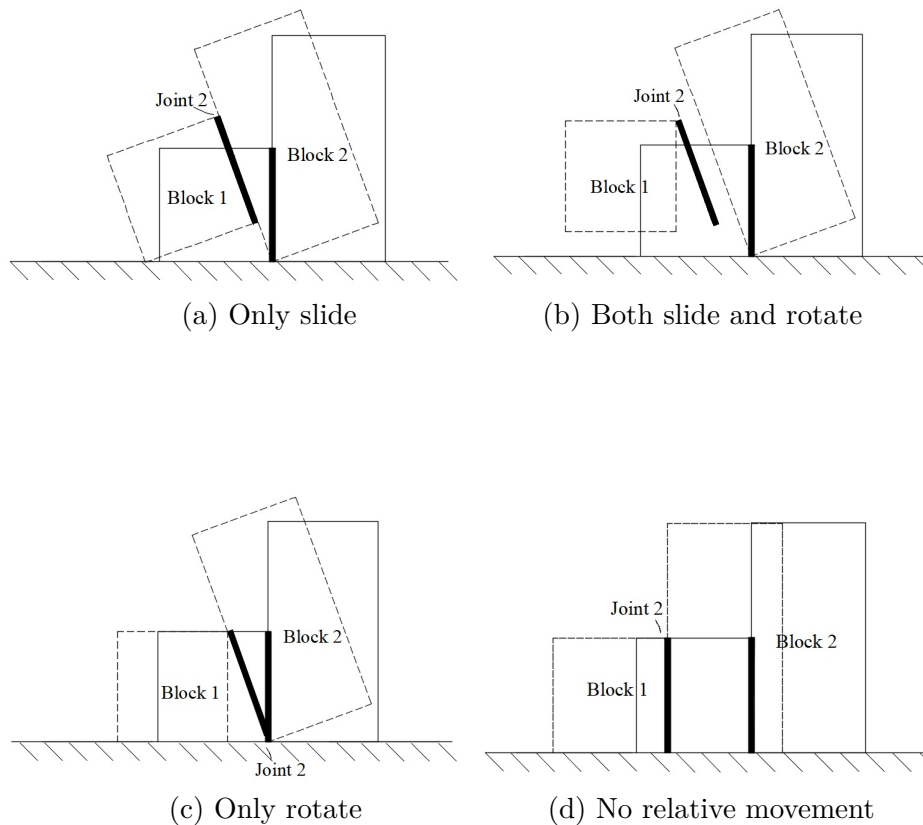 Joint 2
Block 2
Block 1
(a) Only slide
Joint 2
Block 2
Block 1
(b) Both slide and rotate
Block 2
Block 1
Joint 2
(c) Only rotate
Joint 2
Block 2
Block 1
(d) No relative movement